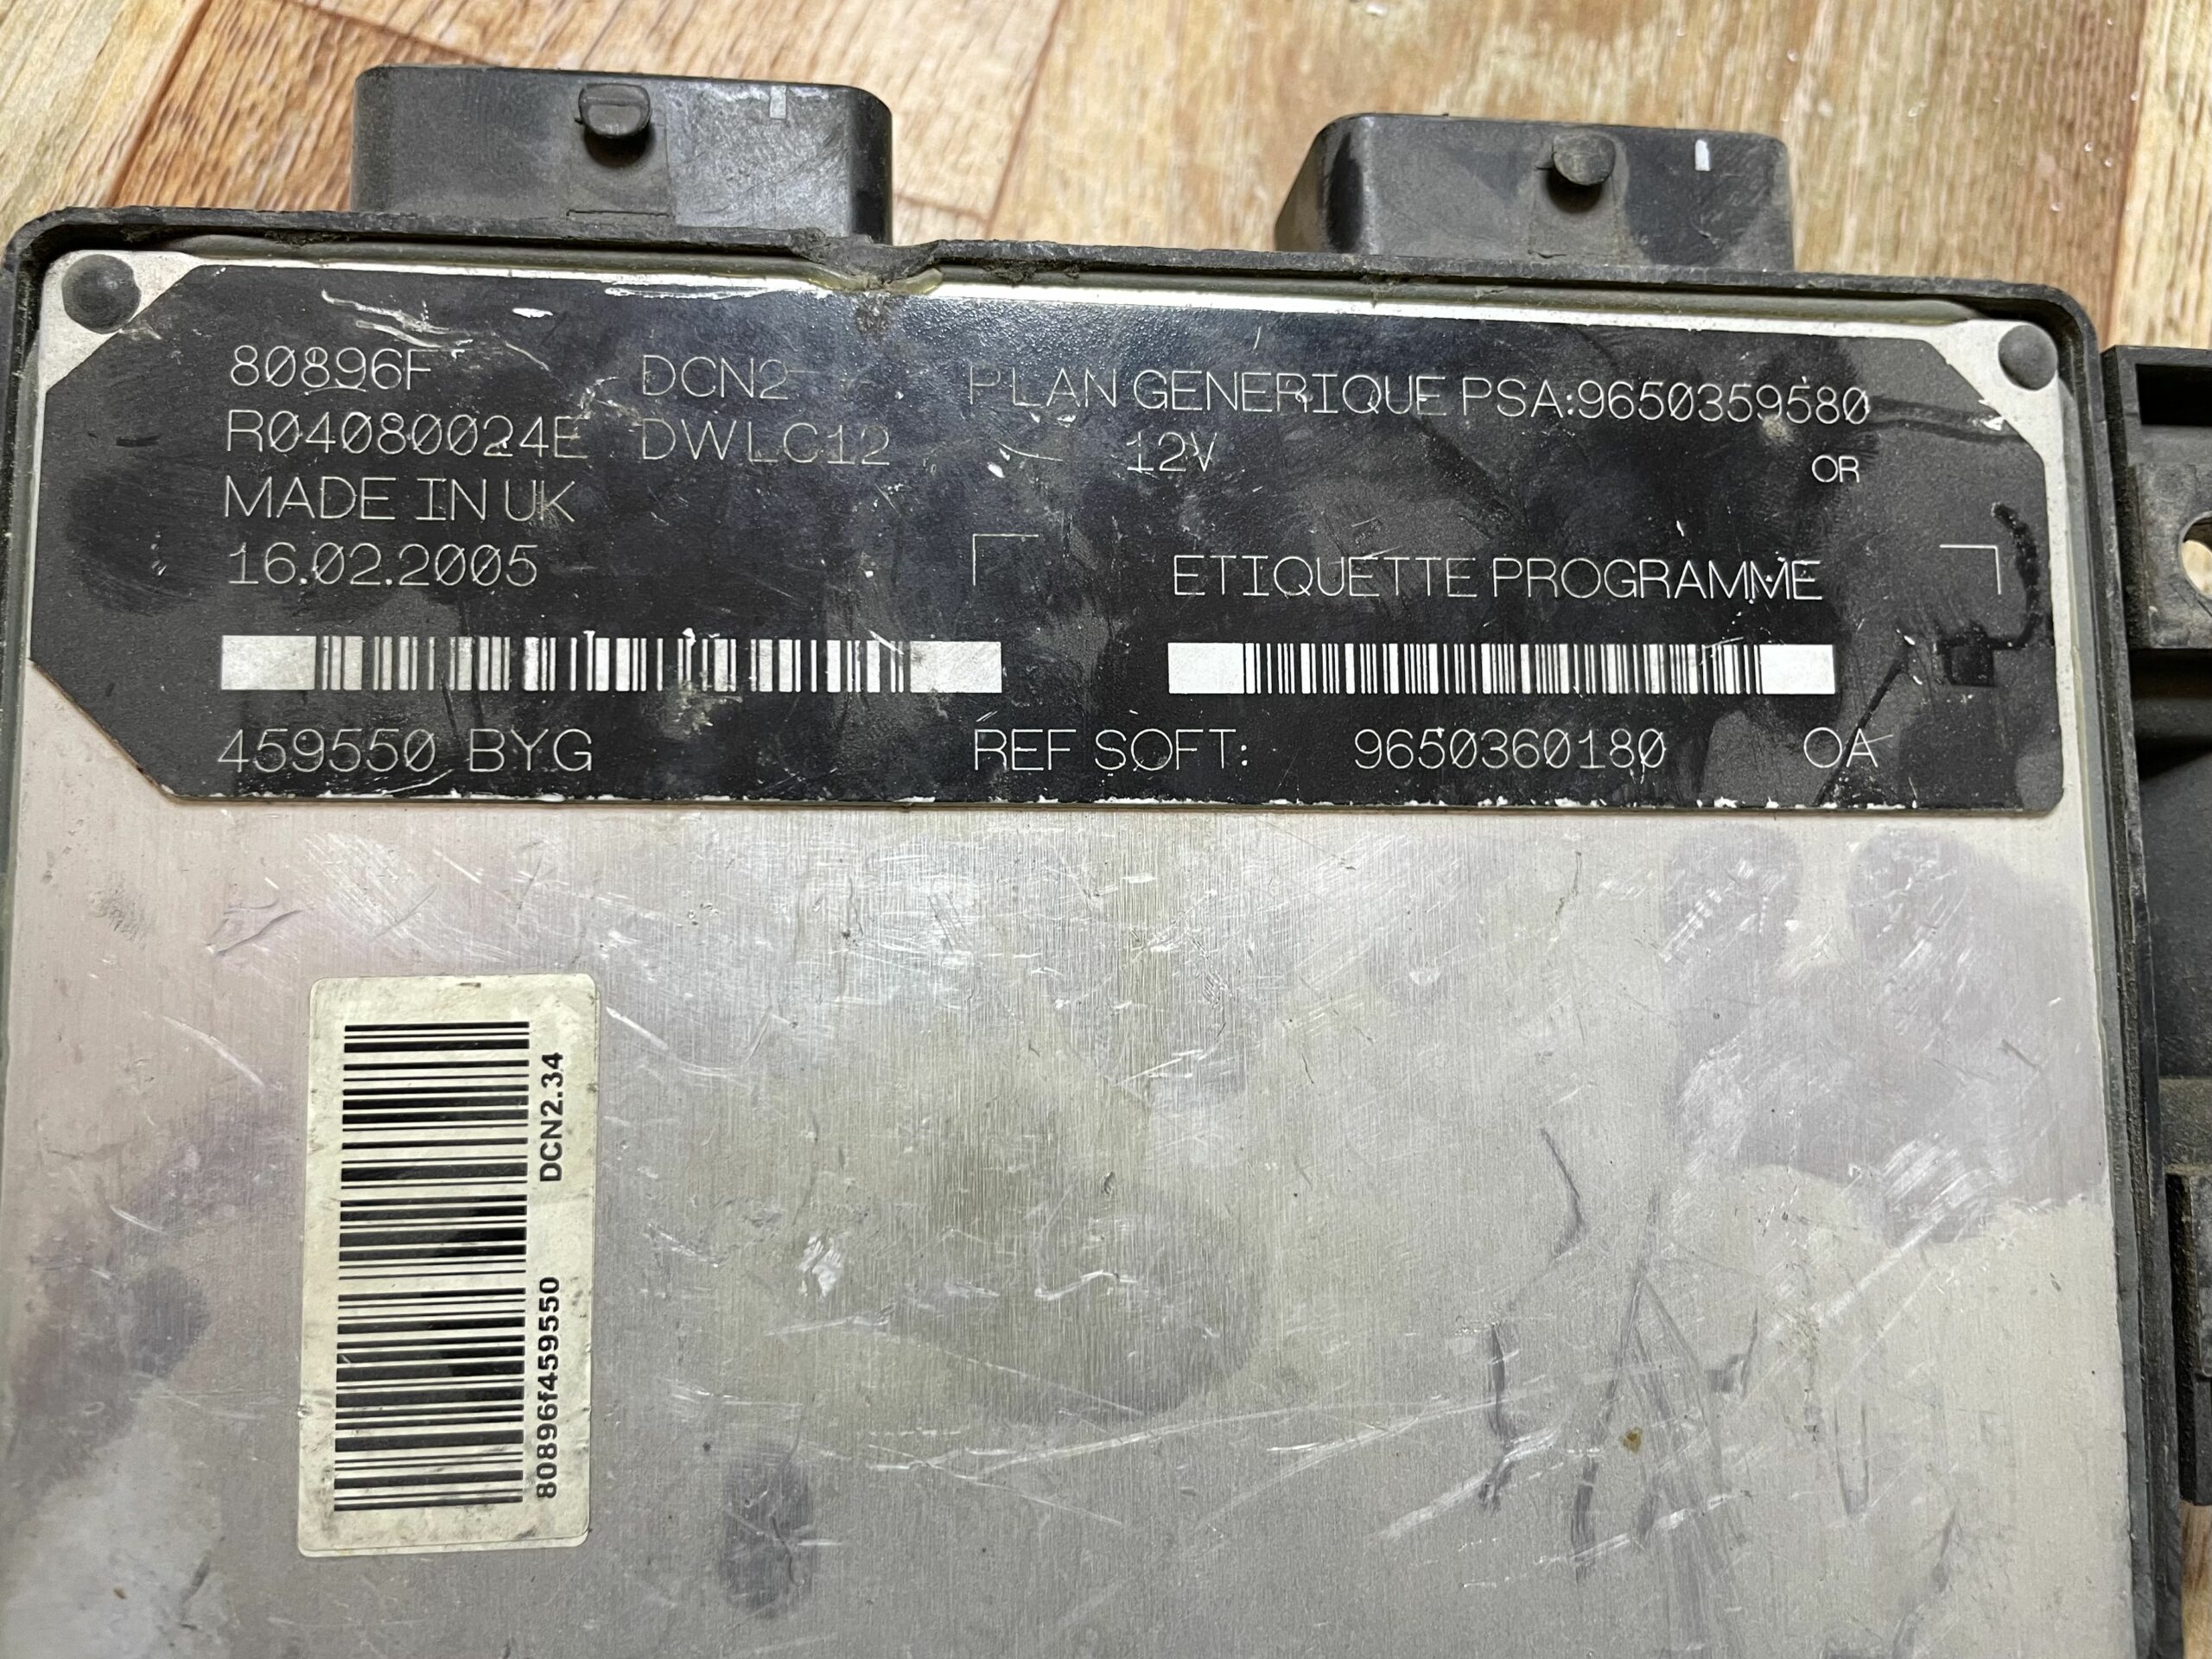 80896F DCN2 PLAN GENERIQUE PSA:9650359580
R04080024E DWLC12 12V OR
MADE IN UK
16.02.2005 ETIQUETTE PROGRAMME
459550 BYG REF SOFT: 9650360180 OA
80896f459550 DCN2.34